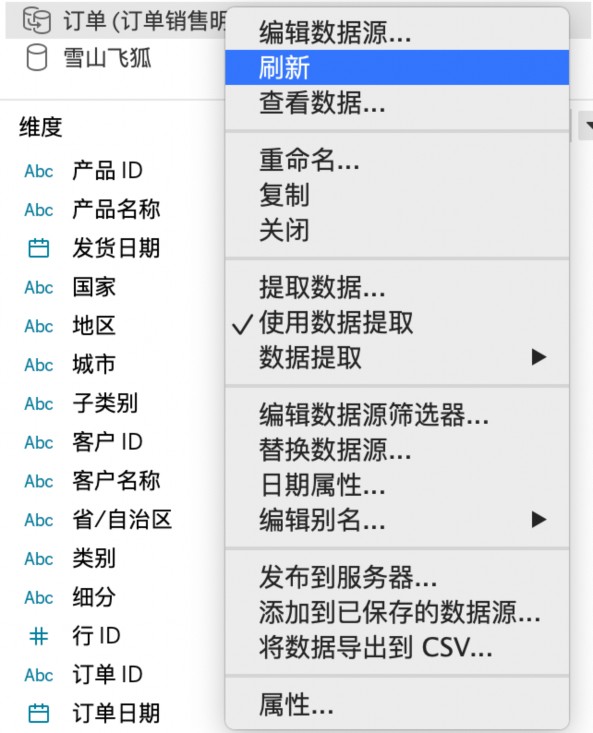 订单 (订单销售明
雪山飞狐
维度
Abc 产品 ID
Abc 产品名称
发货日期
Abc 国家
Abc 地区
Abc 城市
Abc 子类别
Abc 客户 ID
Abc 客户名称
Abc 省/自治区
Abc 类别
Abc 细分
# 行 ID
Abc 订单 ID
订单日期
编辑数据源...
刷新
查看数据...
重命名...
复制
关闭
提取数据...
✓使用数据提取
数据提取 ▶
编辑数据源筛选器...
替换数据源...
日期属性...
编辑别名... ▶
发布到服务器...
添加到已保存的数据源...
将数据导出到 CSV...
属性...